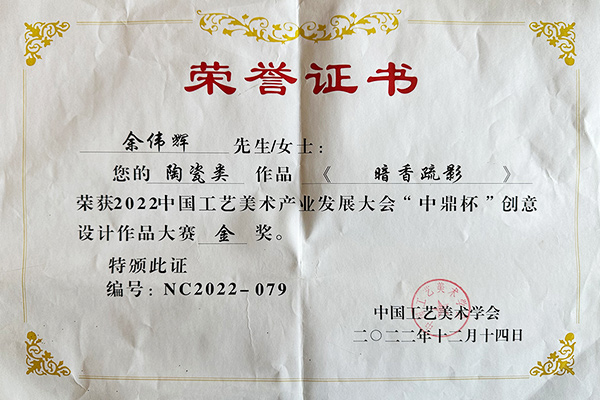 荣誉证书
余伟辉 先生/女士：
您的 陶瓷类 作品 《 暗香疏影 》
荣获2022中国工艺美术产业发展大会“中鼎杯”创意
设计作品大赛 金 奖。
特颁此证
编号：NC2022-079
中国工艺美术学会
二〇二二年十二月十四日